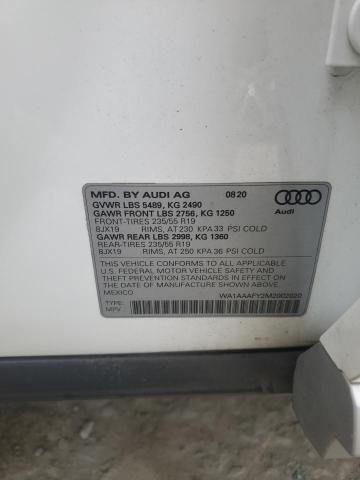 MFD. BY AUDI AG 08 20
GVWR LBS 5489, KG 2490
GAWR FRONT LBS 2756, KG 1250
FRONT-TIRES 235/55 R19
8JX19 RIMS, AT 230 KPA 33 PSI COLD
GAWR REAR LBS 2998, KG 1360
REAR-TIRES 235/55 R19
8JX19 RIMS, AT 250 KPA 36 PSI COLD
Audi
THIS VEHICLE CONFORMS TO ALL APPLICABLE
U.S. FEDERAL MOTOR VEHICLE SAFETY AND
THEFT PREVENTION STANDARDS IN EFFECT ON
THE DATE OF MANUFACTURE SHOWN ABOVE.
MEXICO
TYPE: WA1AAAFY2M2002020
MPV